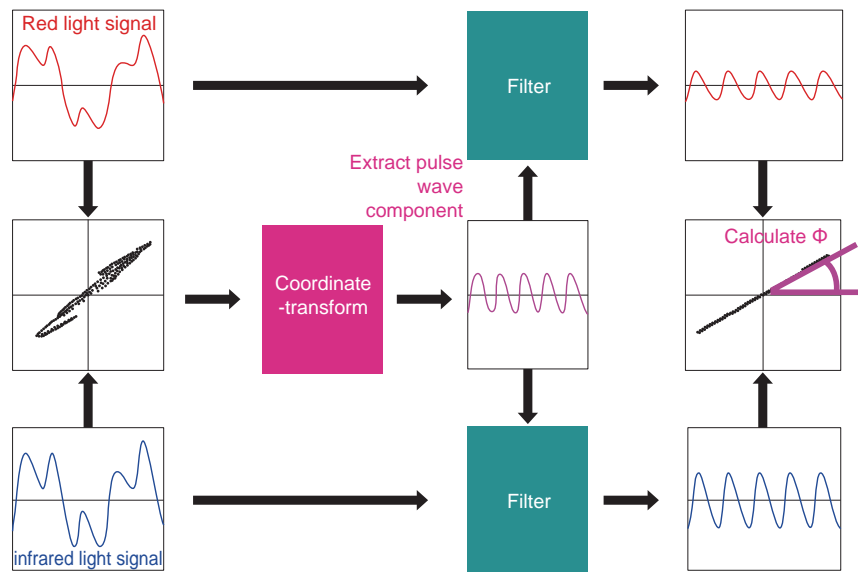 Red light signal
Filter
Extract pulse
wave
component
Coordinate
-transform
Calculate Φ
Filter
infrared light signal